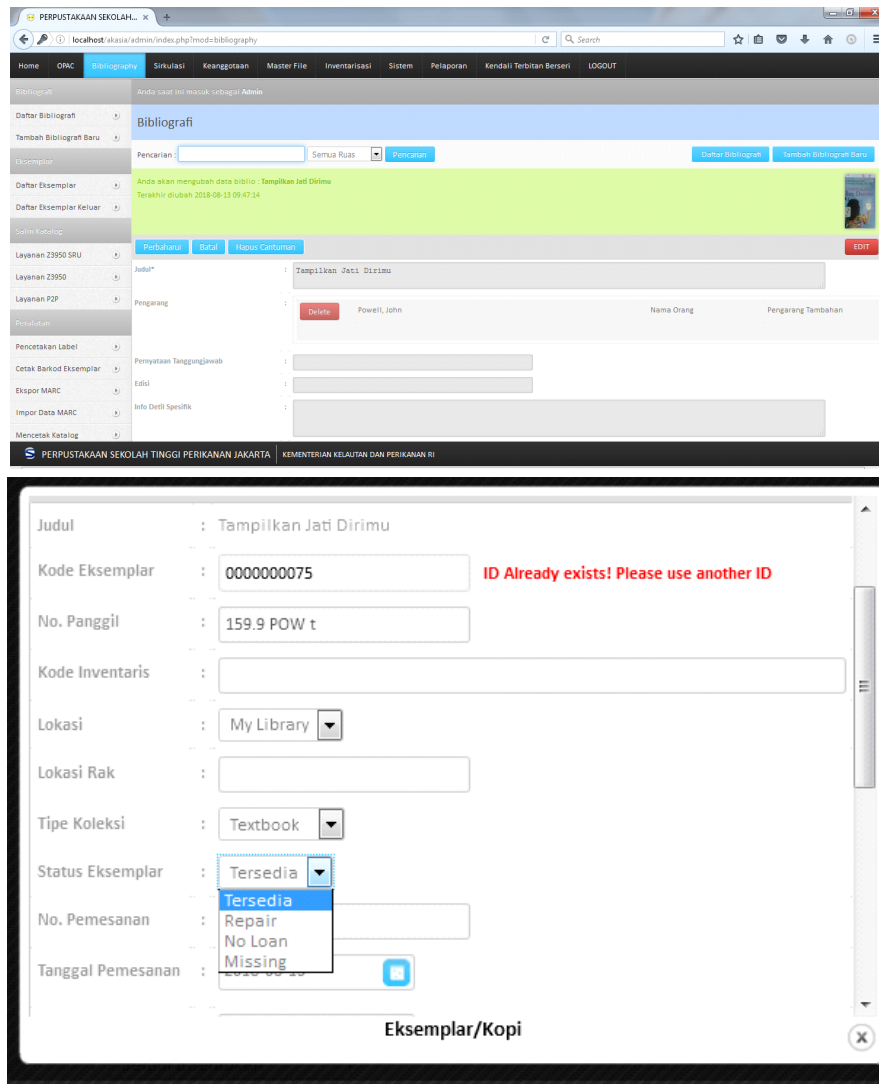 PERPUSTAKAAN SEKOLAH... ×
localhost/akasia/admin/index.php?mod=bibliography
Search
Home OPAC Bibliography Sirkulasi Keanggotaan Master File Inventarisasi Sistem Pelaporan Kendali Terbitan Berseri LOGOUT
Bibliografi
Anda saat ini masuk sebagai Admin
Daftar Bibliografi
Bibliografi
Tambah Bibliografi Baru
Eksemplar
Pencarian :
Semua Ruas
Pencarian
Daftar Bibliografi
Tambah Bibliografi Baru
Daftar Eksemplar
Anda akan mengubah data biblio : Tampilkan Jati Dirimu
Terakhir diubah 2018-08-13 09:47:14
Daftar Eksemplar Keluar
Salin Katalog
Layanan Z3950 SRU
Perbaharui Batal Hapus Cantuman
EDIT
Layanan Z3950
Judul* : Tampilkan Jati Dirimu
Layanan P2P
Pengarang :
Delete Powell, John Nama Orang Pengarang Tambahan
Peralatan
Pencetakan Label
Cetak Barkod Eksemplar
Pernyataan Tanggungjawab :
Ekspor MARC
Edisi :
Impor Data MARC
Info Detil Spesifik :
Mencetak Katalog
PERPUSTAKAAN SEKOLAH TINGGI PERIKANAN JAKARTA KEMENTERIAN KELAUTAN DAN PERIKANAN RI
Judul : Tampilkan Jati Dirimu
Kode Eksemplar : 0000000075 ID Already exists! Please use another ID
No. Panggil : 159.9 POW t
Kode Inventaris :
Lokasi : My Library
Lokasi Rak :
Tipe Koleksi : Textbook
Status Eksemplar : Tersedia
Tersedia
No. Pemesanan : Repair
No Loan
Missing
Tanggal Pemesanan :
Eksemplar/Kopi